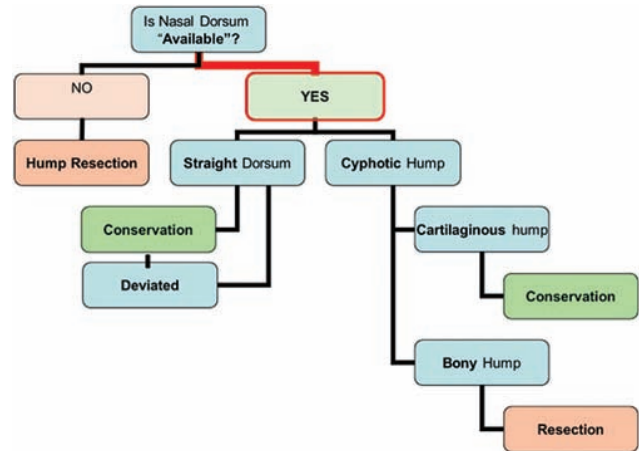 Is Nasal Dorsum
“Available”?
NO
YES
Hump Resection
Straight Dorsum
Cyphotic Hump
Conservation
Cartilaginous hump
Deviated
Conservation
Bony Hump
Resection